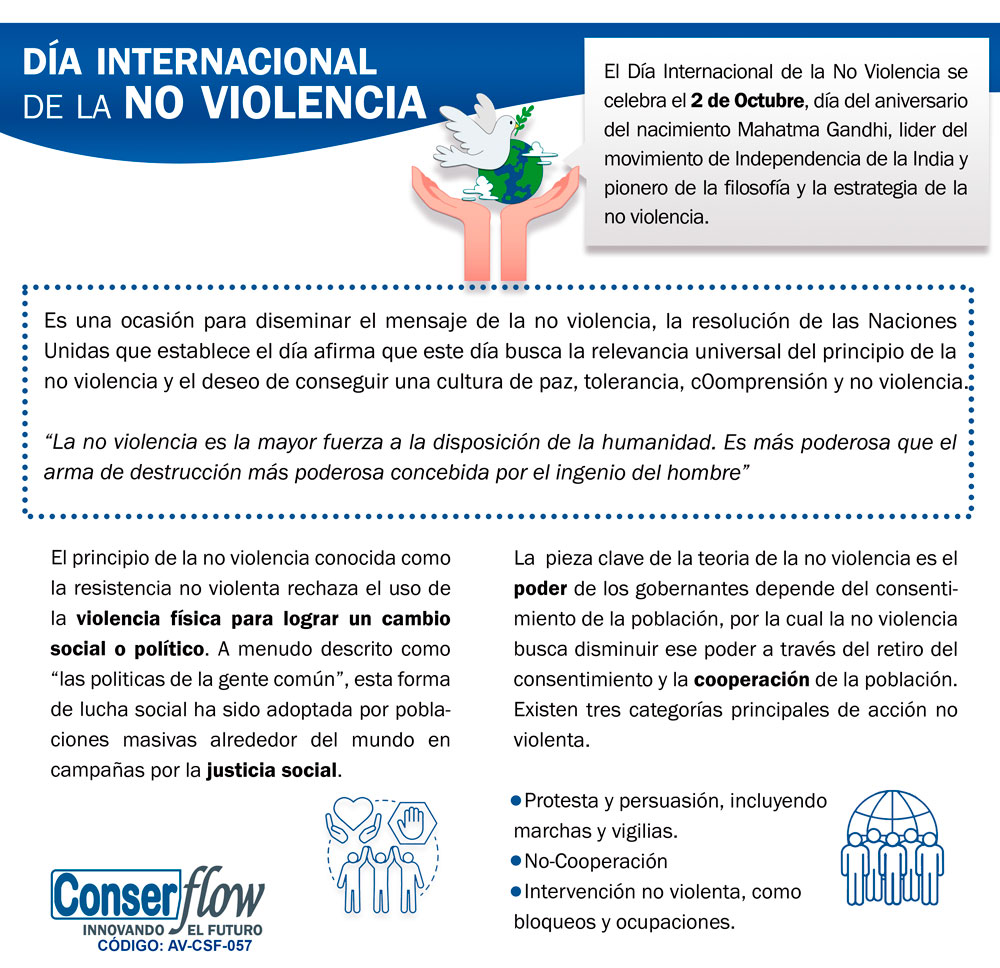 DÍA INTERNACIONAL
DE LA NO VIOLENCIA
El Día Internacional de la No Violencia se
celebra el 2 de Octubre, día del aniversario
del nacimiento Mahatma Gandhi, lider del
movimiento de Independencia de la India y
pionero de la filosofía y la estrategia de la
no violencia.
Es una ocasión para diseminar el mensaje de la no violencia, la resolución de las Naciones
Unidas que establece el día afirma que este día busca la relevancia universal del principio de la
no violencia y el deseo de conseguir una cultura de paz, tolerancia, cOomprensión y no violencia.
“La no violencia es la mayor fuerza a la disposición de la humanidad. Es más poderosa que el
arma de destrucción más poderosa concebida por el ingenio del hombre”
El principio de la no violencia conocida como
la resistencia no violenta rechaza el uso de
la violencia física para lograr un cambio
social o político. A menudo descrito como
“las politicas de la gente común”, esta forma
de lucha social ha sido adoptada por pobla-
ciones masivas alrededor del mundo en
campañas por la justicia social.
La pieza clave de la teoria de la no violencia es el
poder de los gobernantes depende del consenti-
miento de la población, por la cual la no violencia
busca disminuir ese poder a través del retiro del
consentimiento y la cooperación de la población.
Existen tres categorías principales de acción no
violenta.
•Protesta y persuasión, incluyendo
marchas y vigilias.
•No-Cooperación
•Intervención no violenta, como
bloqueos y ocupaciones.
Conserflow
INNOVANDO EL FUTURO
CÓDIGO: AV-CSF-057